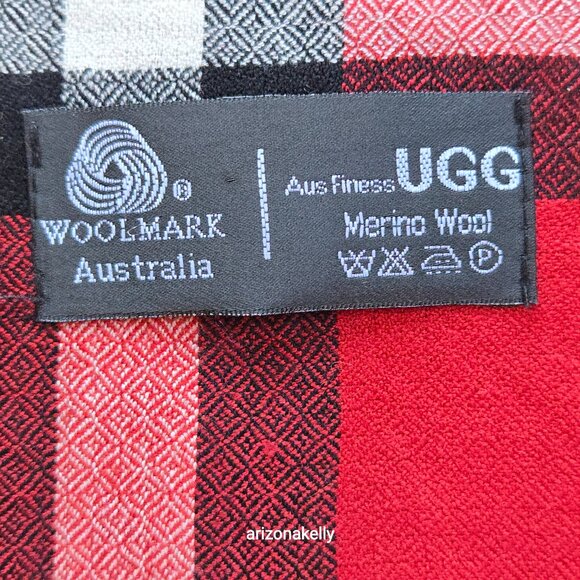 ®
WOOLMARK
Australia
Aus Finess UGG
Merino Wool
P
arizonakelly